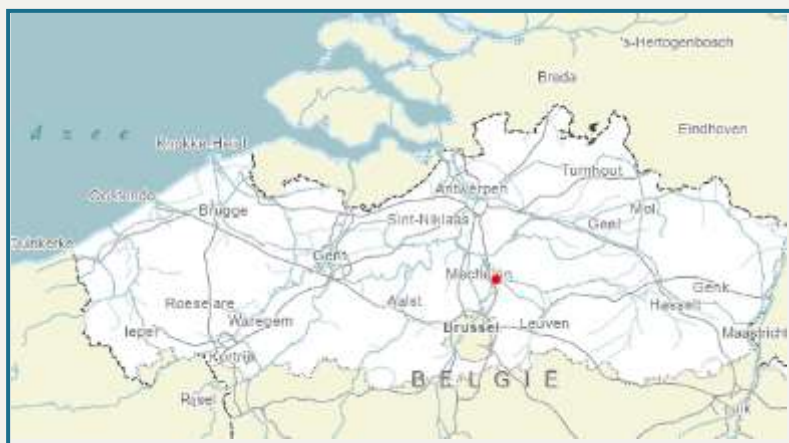 's-Hertogenbosch
Breda
d z e e
Eindhoven
Knokke-Heist
Turnhout
Antwerpen
Oostende
Brugge
Mol
Sint-Niklaas
Geel
Duinkerke
Gent
Mechelen
Genk
Aalst
Hasselt
Roeselare
Waregem
Brussel
Leuven
Ieper
Maastricht
Kortrijk
BELGIE
Rijsel
Luik